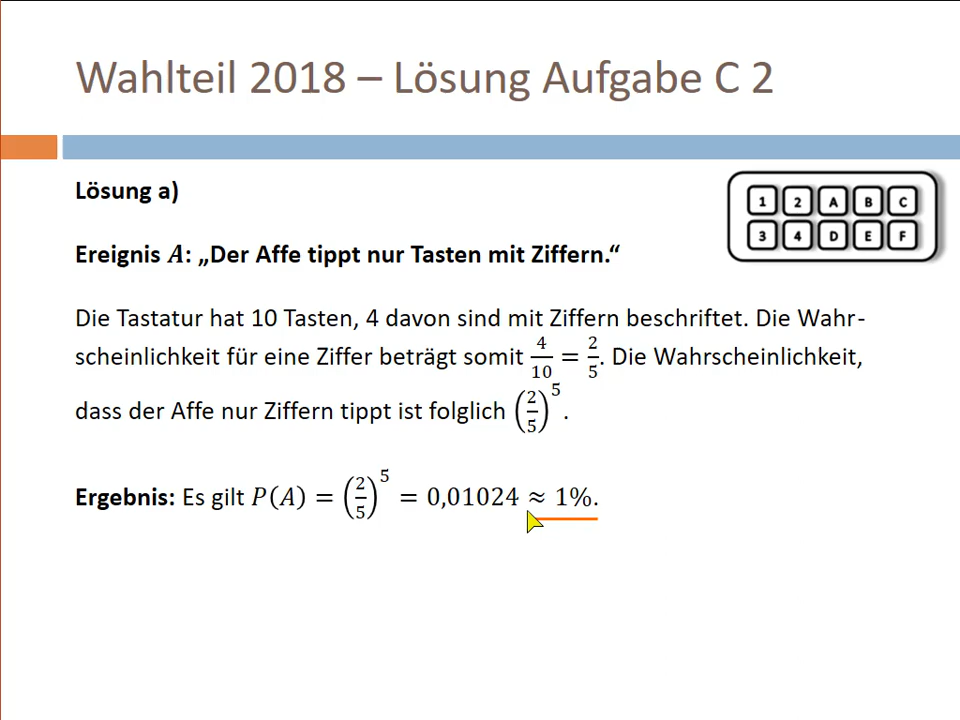 Wahlteil 2018 – Lösung Aufgabe C 2
Lösung a)
1 2 A B C
3 4 D E F
Ereignis A: „Der Affe tippt nur Tasten mit Ziffern.“
Die Tastatur hat 10 Tasten, 4 davon sind mit Ziffern beschriftet. Die Wahr-
scheinlichkeit für eine Ziffer beträgt somit 4/10 = 2/5. Die Wahrscheinlichkeit,
dass der Affe nur Ziffern tippt ist folglich (2/5)^5.
Ergebnis: Es gilt P(A) = (2/5)^5 = 0,01024 ≈ 1%.